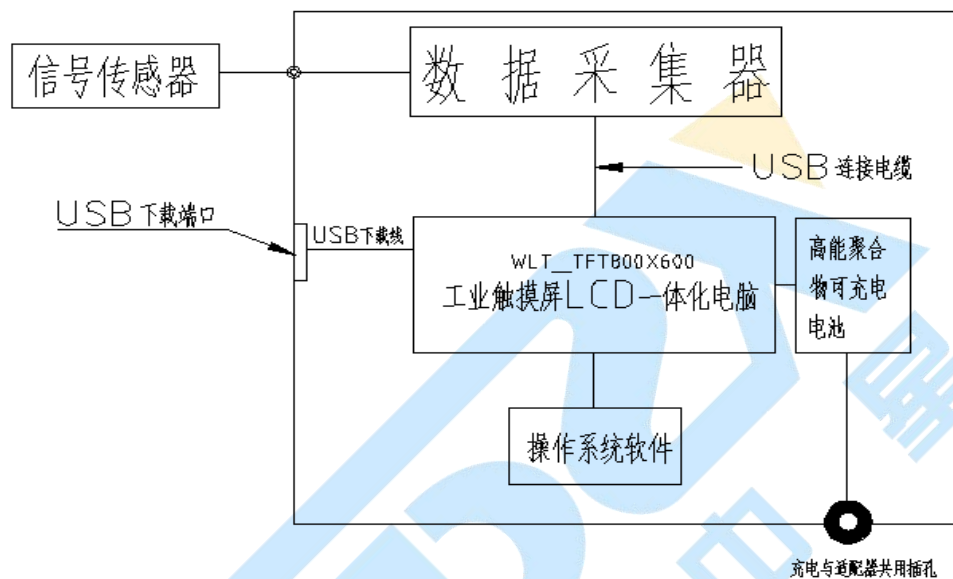 信号传感器
数据采集器
USB连接电缆
USB下载端口
USB下载线
WLT__TFT800X600
工业触摸屏LCD一体化电脑
高能聚合
物可充电
电池
操作系统软件
充电与适配器共用插孔